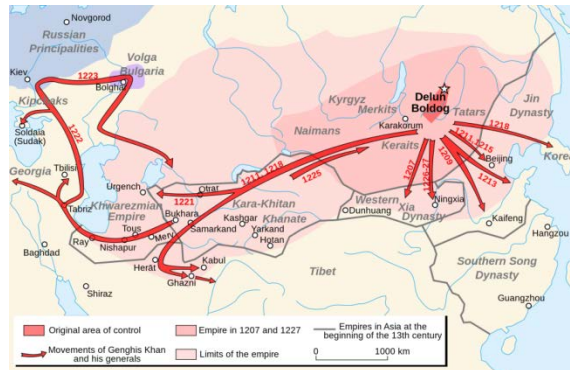 Novgorod
Russian
Principalities
Volga
Bulgaria
1223
Kiev
Bolghar
Kipchaks
1222
Soldaia
(Sudak)
Georgia
Tbilisi
Tabriz
Baghdad
Shiraz
Urgench
Khwarezmian
Empire
Ray
Nishapur
Tous
Merv
Herāt
Bukhara
Samarkand
Otrar
1221
1211, 1218
1225
Kara-Khitan
Khanate
Kashgar
Yarkand
Hotan
Kabul
Ghazni
Tibet
Kyrgyz
Merkits
Naimans
Karakorum
Keraits
Delun
Boldog
Tatars
Jin
Dynasty
1218
1211-1215
Beijing
Korea
1207
1226-27
1209
1213
Western
Xia
Dynasty
Dunhuang
Ningxia
Kaifeng
Hangzou
Southern Song
Dynasty
Guangzhou
Original area of control
Empire in 1207 and 1227
Empires in Asia at the
beginning of the 13th century
Movements of Genghis Khan
and his generals
Limits of the empire
0 1000 km